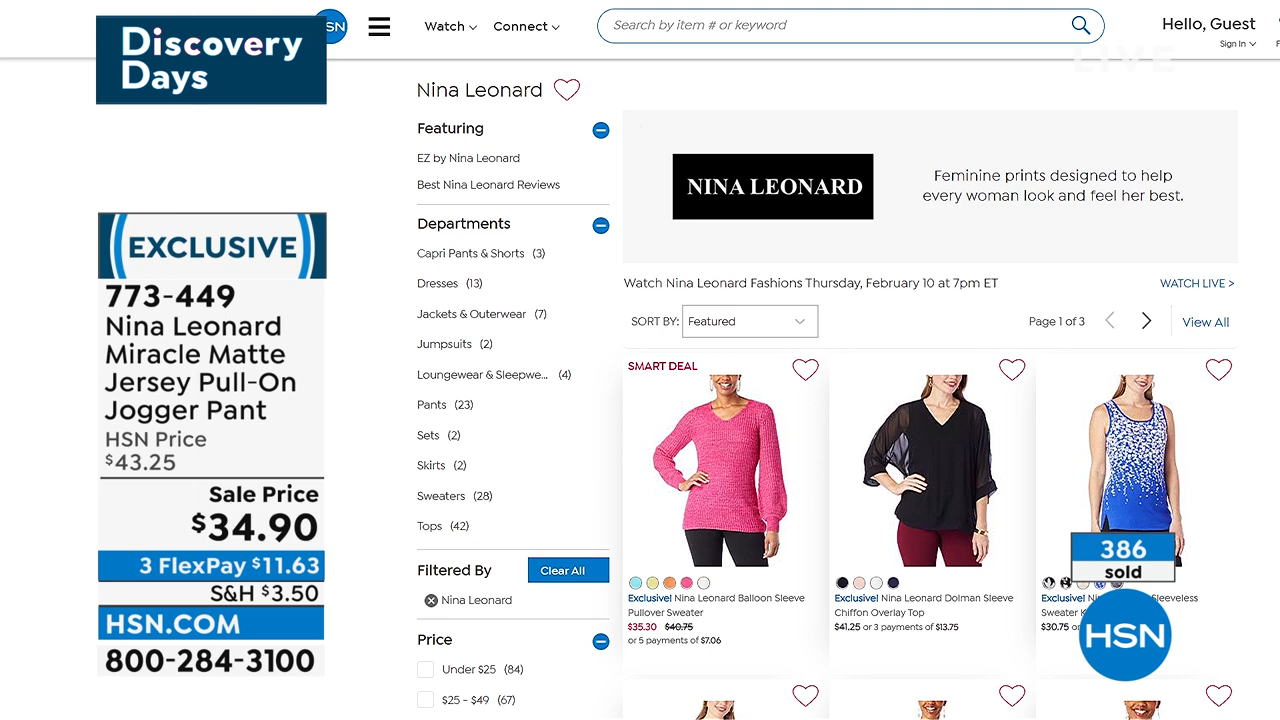 Discovery
Days
SN
Watch
Connect
Search by item # or keyword
Hello, Guest
Sign In
LIVE
Nina Leonard
Featuring
EZ by Nina Leonard
Best Nina Leonard Reviews
Departments
Capri Pants & Shorts (3)
Dresses (13)
Jackets & Outerwear (7)
Jumpsuits (2)
Loungewear & Sleepwe... (4)
Pants (23)
Sets (2)
Skirts (2)
Sweaters (28)
Tops (42)
Filtered By
Clear All
Nina Leonard
Price
Under $25 (84)
$25 - $49 (67)
NINA LEONARD
Feminine prints designed to help
every woman look and feel her best.
Watch Nina Leonard Fashions Thursday, February 10 at 7pm ET
WATCH LIVE >
SORT BY: Featured
Page 1 of 3
View All
SMART DEAL
Exclusive! Nina Leonard Balloon Sleeve
Pullover Sweater
$35.30 $40.75
or 5 payments of $7.06
Exclusive! Nina Leonard Dolman Sleeve
Chiffon Overlay Top
$41.25 or 3 payments of $13.75
Exclusive! Sleeveless
Sweater
$30.75 or
386
sold
HSN
EXCLUSIVE
773-449
Nina Leonard
Miracle Matte
Jersey Pull-On
Jogger Pant
HSN Price
$43.25
Sale Price
$34.90
3 FlexPay $11.63
S&H $3.50
HSN.COM
800-284-3100